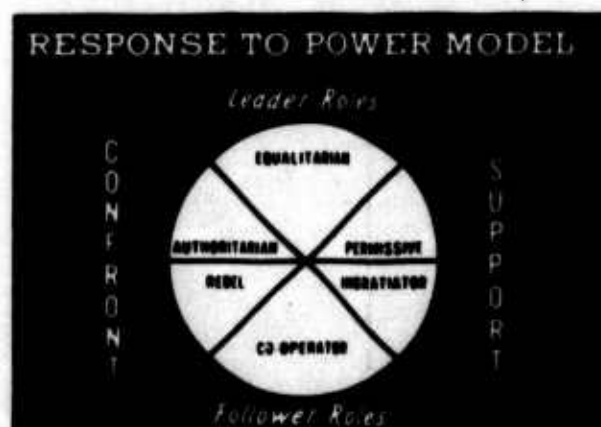 RESPONSE TO POWER MODEL
Leader Roles
CONFRONT
SUPPORT
EQUALITARIAN
AUTHORITARIAN
PERMISSIVE
REBEL
INGRATIATOR
CO-OPERATOR
Follower Roles